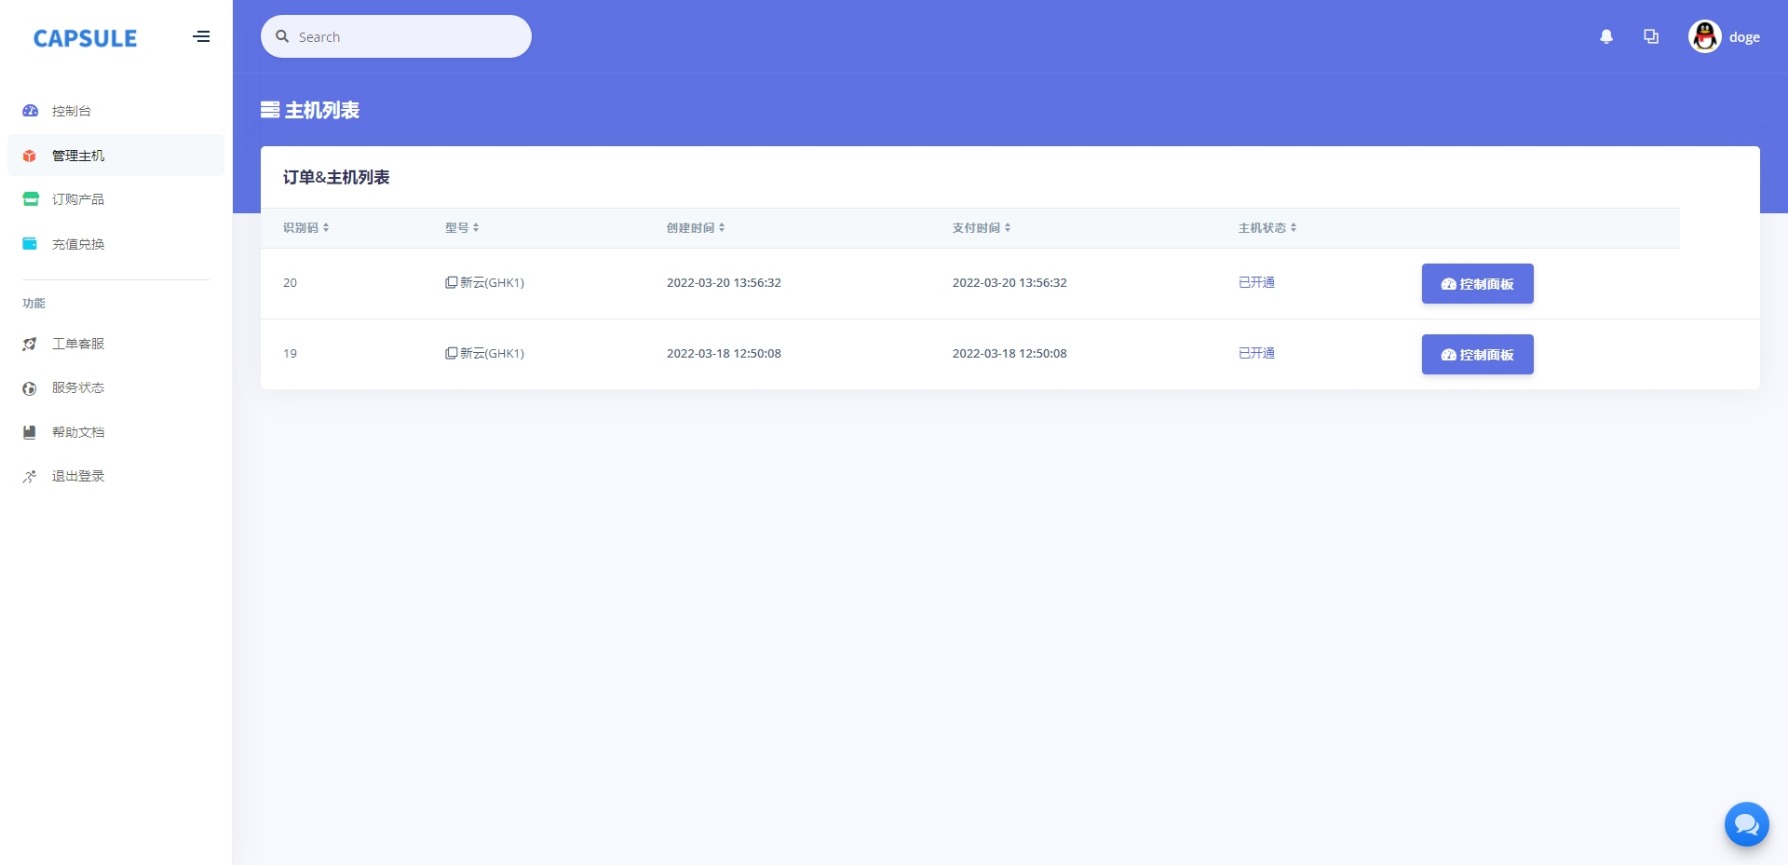 CAPSULE
Search
doge
控制台
管理主机
订购产品
充值兑换
功能
工单客服
服务状态
帮助文档
退出登录
主机列表
订单&主机列表
识别码 型号 创建时间 支付时间 主机状态
20 新云(GHK1) 2022-03-20 13:56:32 2022-03-20 13:56:32 已开通 控制面板
19 新云(GHK1) 2022-03-18 12:50:08 2022-03-18 12:50:08 已开通 控制面板